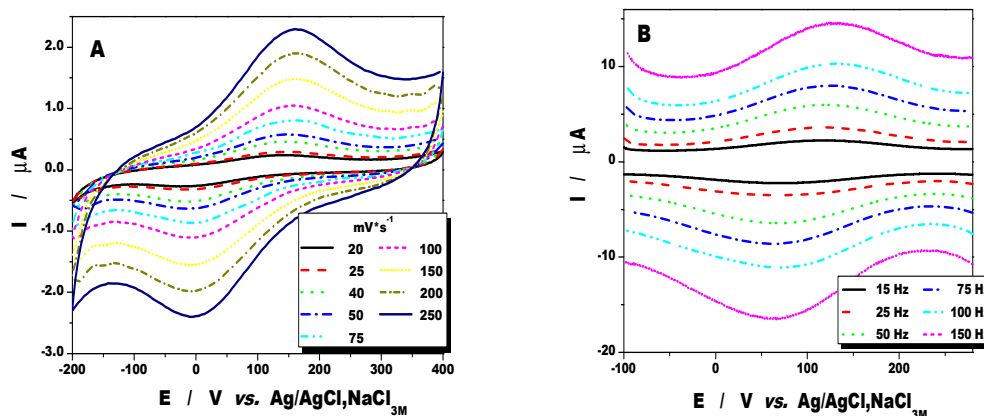 A
I / µA
2.0
1.0
0.0
-1.0
-2.0
-3.0
-200 -100 0 100 200 300 400
E / V vs. Ag/AgCl,NaCl3M
mV*s-1
20 100
25 150
40 200
50 250
75
B
I / µA
10
0
-10
-20
-100 0 100 200
E / V vs. Ag/AgCl,NaCl3M
15 Hz 75 Hz
25 Hz 100 Hz
50 Hz 150 Hz